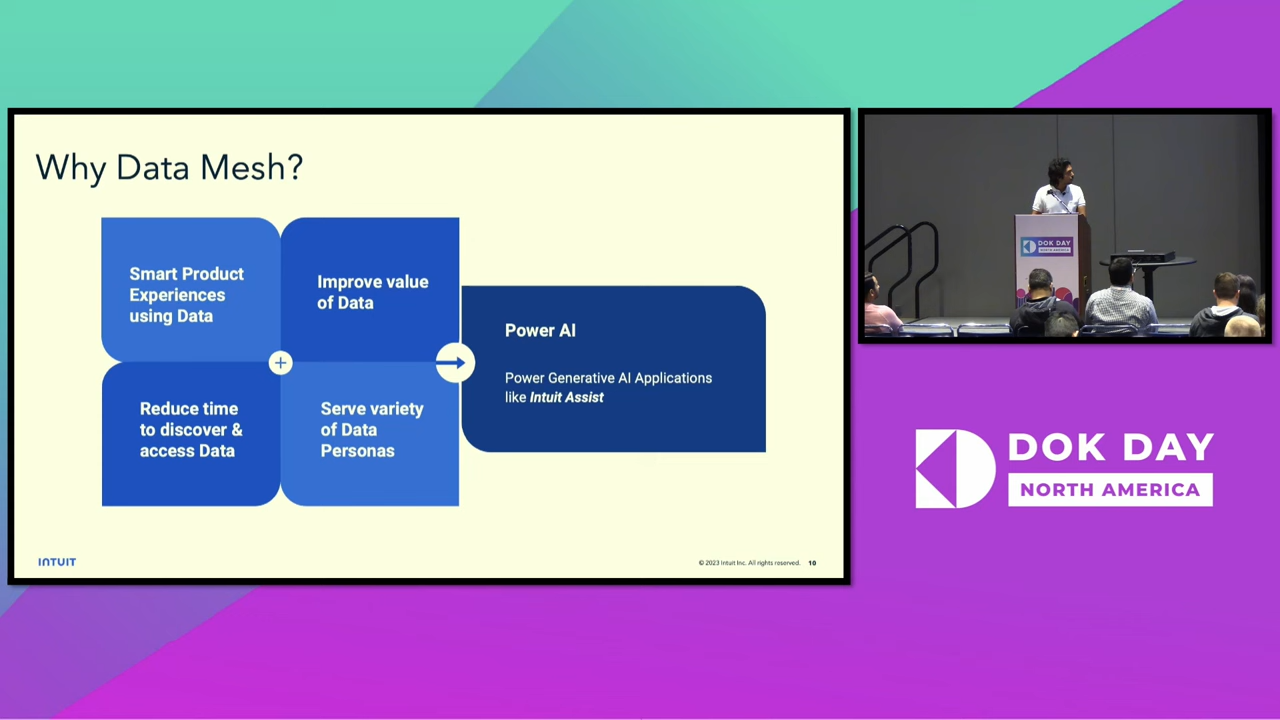 Why Data Mesh?
Smart Product
Experiences
using Data
Improve value
of Data
Reduce time
to discover &
access Data
Serve variety
of Data
Personas
Power AI
Power Generative AI Applications
like Intuit Assist
INTUIT
© 2023 Intuit Inc. All rights reserved. 10
DOK DAY
NORTH AMERICA
DOK DAY
NORTH AMERICA